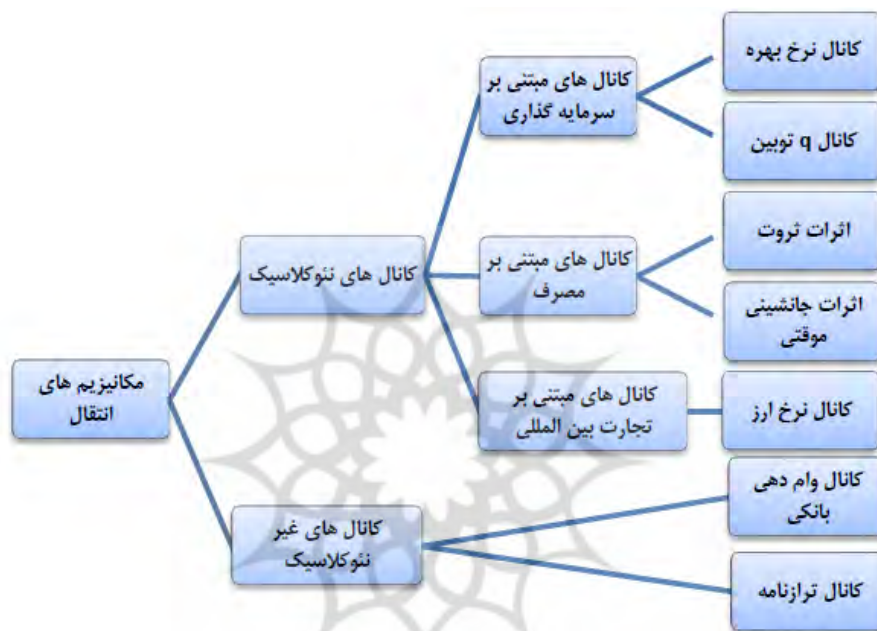 مکانیزیم های
انتقال
کانال های نئوکلاسیک
کانال های مبتنی بر
سرمایه گذاری
کانال نرخ بهره
کانال q توبین
کانال های مبتنی بر
مصرف
اثرات ثروت
اثرات جانشینی
موقتی
کانال های مبتنی بر
تجارت بین المللی
کانال نرخ ارز
کانال های غیر
نئوکلاسیک
کانال وام دهی
بانکی
کانال ترازنامه